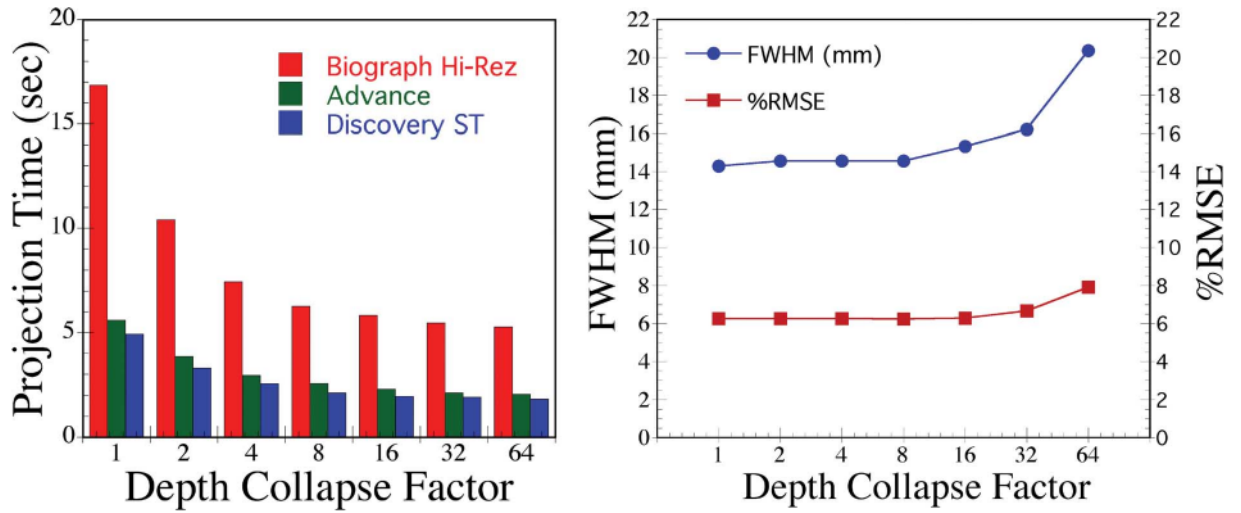 20
15
10
5
0
Projection Time (sec)
Biograph Hi-Rez
Advance
Discovery ST
1 2 4 8 16 32 64
Depth Collapse Factor
22
20
18
16
14
12
10
8
6
4
2
0
FWHM (mm)
FWHM (mm)
%RMSE
22
20
18
16
14
12
10
8
6
4
2
0
%RMSE
1 2 4 8 16 32 64
Depth Collapse Factor